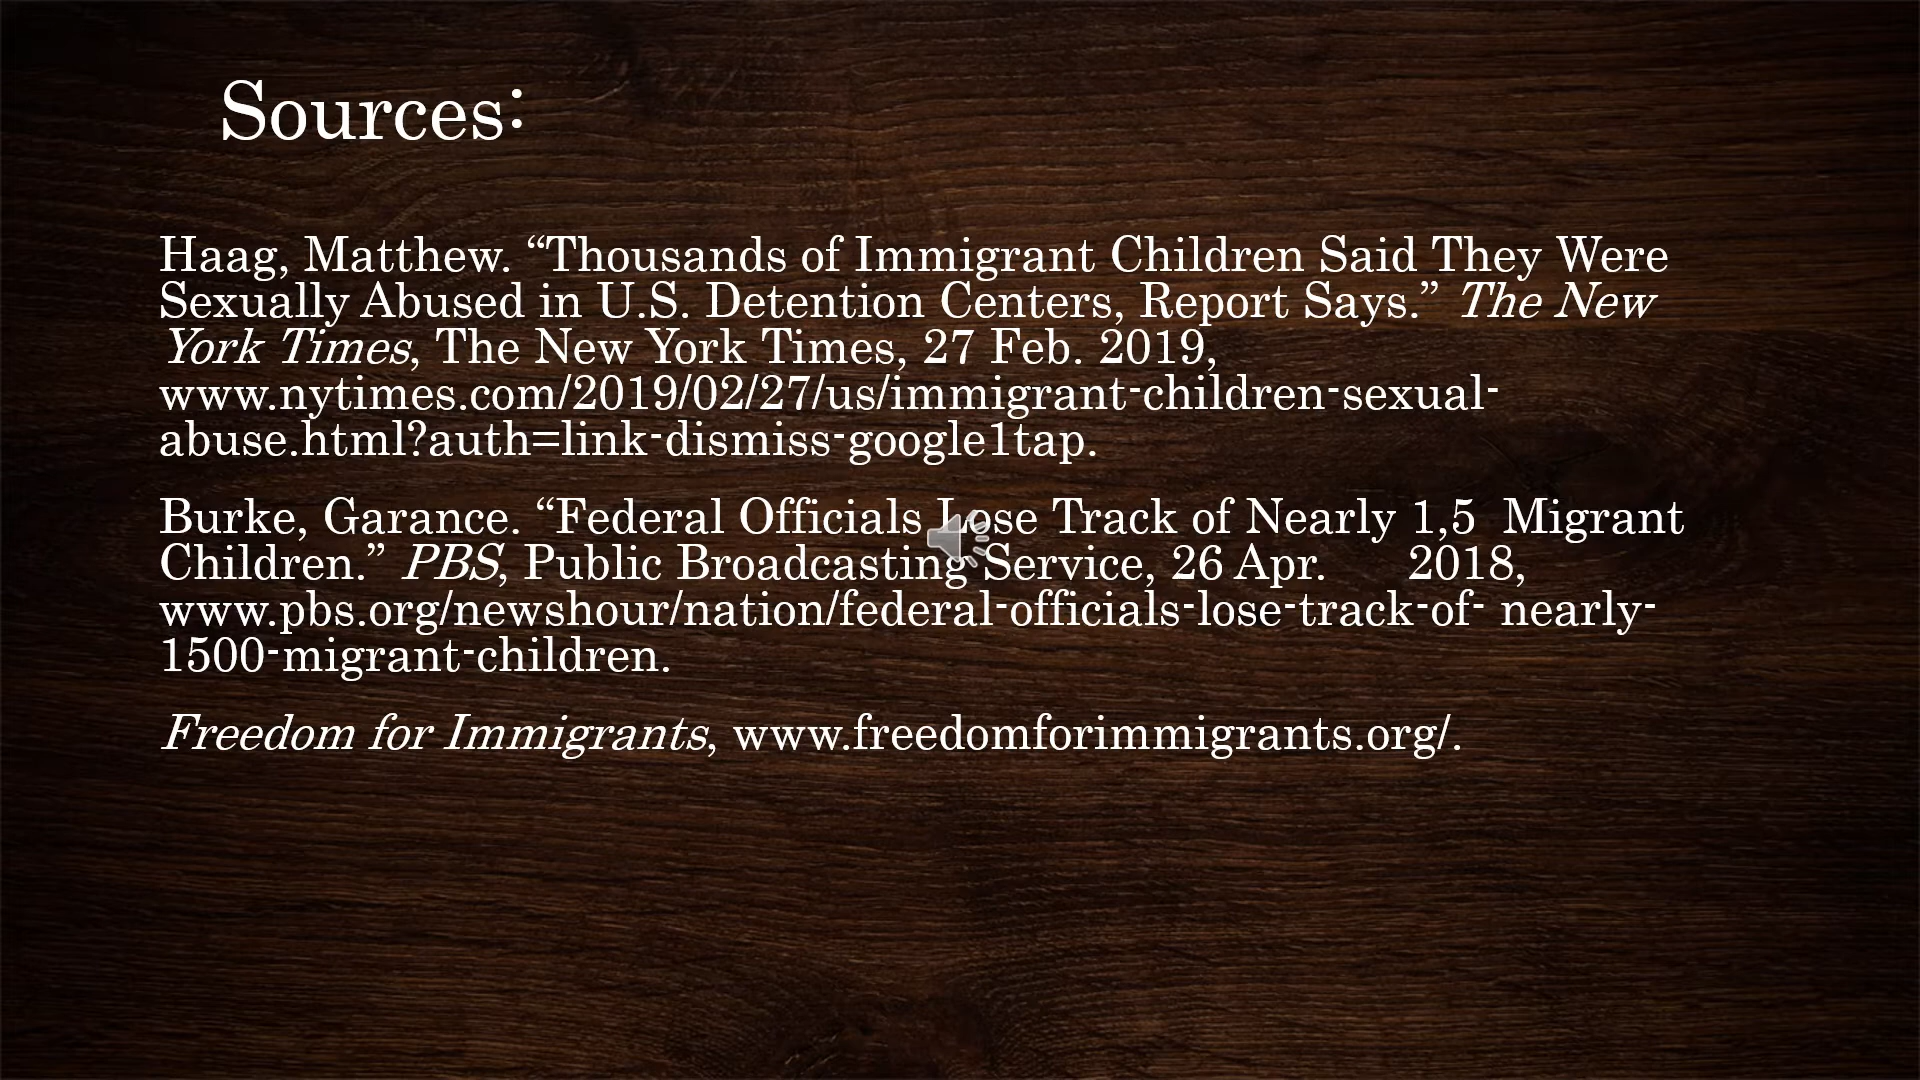 Sources:
Haag, Matthew. “Thousands of Immigrant Children Said They Were
Sexually Abused in U.S. Detention Centers, Report Says.” The New
York Times, The New York Times, 27 Feb. 2019,
www.nytimes.com/2019/02/27/us/immigrant-children-sexual-
abuse.html?auth=link-dismiss-google1tap.
Burke, Garance. “Federal Officials Lose Track of Nearly 1,5  Migrant
Children.” PBS, Public Broadcasting Service, 26 Apr. 2018,
www.pbs.org/newshour/nation/federal-officials-lose-track-of- nearly-
1500-migrant-children.
Freedom for Immigrants, www.freedomforimmigrants.org/.